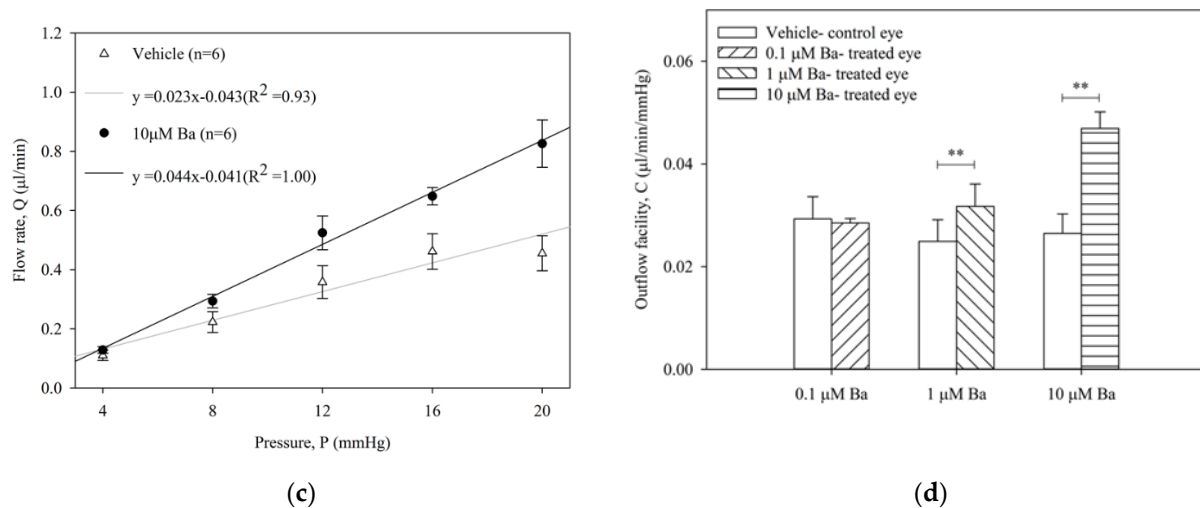 1.2
1.0
0.8
0.6
0.4
0.2
0.0
Flow rate, Q (μl/min)
Vehicle (n=6)
y =0.023x-0.043(R² =0.93)
10μM Ba (n=6)
y =0.044x-0.041(R² =1.00)
4 8 12 16 20
Pressure, P (mmHg)
(c)
0.06
0.04
0.02
0.00
Outflow facility, C (μl/min/mmHg)
Vehicle- control eye
0.1 μM Ba- treated eye
1 μM Ba- treated eye
10 μM Ba- treated eye
**
**
0.1 μM Ba 1 μM Ba 10 μM Ba
(d)